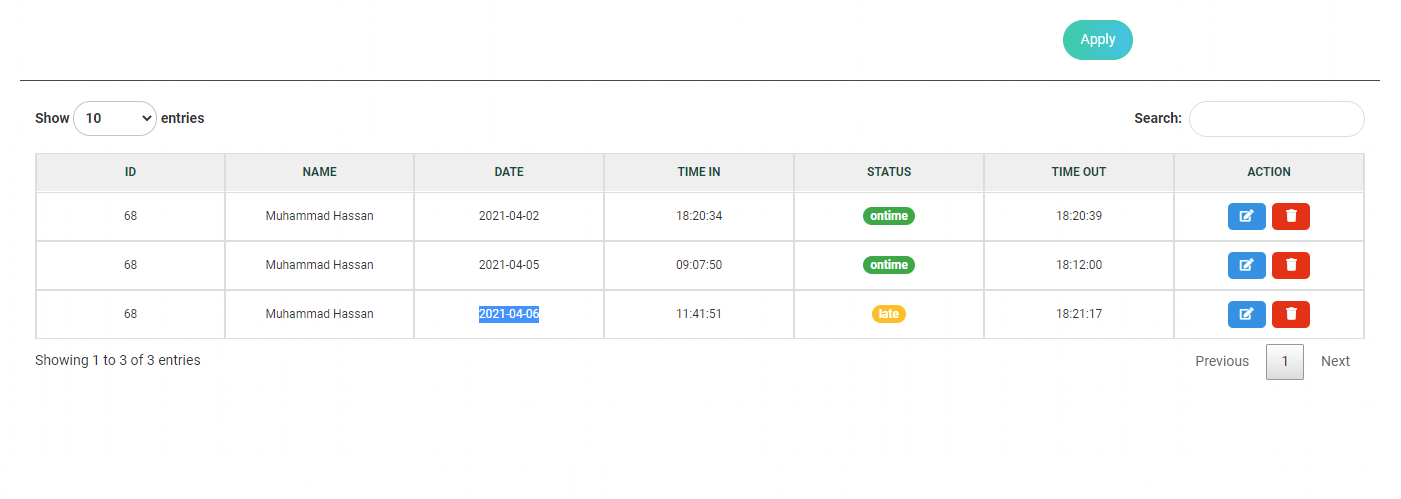 Apply
Show 10 entries Search:
ID NAME DATE TIME IN STATUS TIME OUT ACTION
68 Muhammad Hassan 2021-04-02 18:20:34 ontime 18:20:39
68 Muhammad Hassan 2021-04-05 09:07:50 ontime 18:12:00
68 Muhammad Hassan 2021-04-06 11:41:51 late 18:21:17
Showing 1 to 3 of 3 entries Previous 1 Next